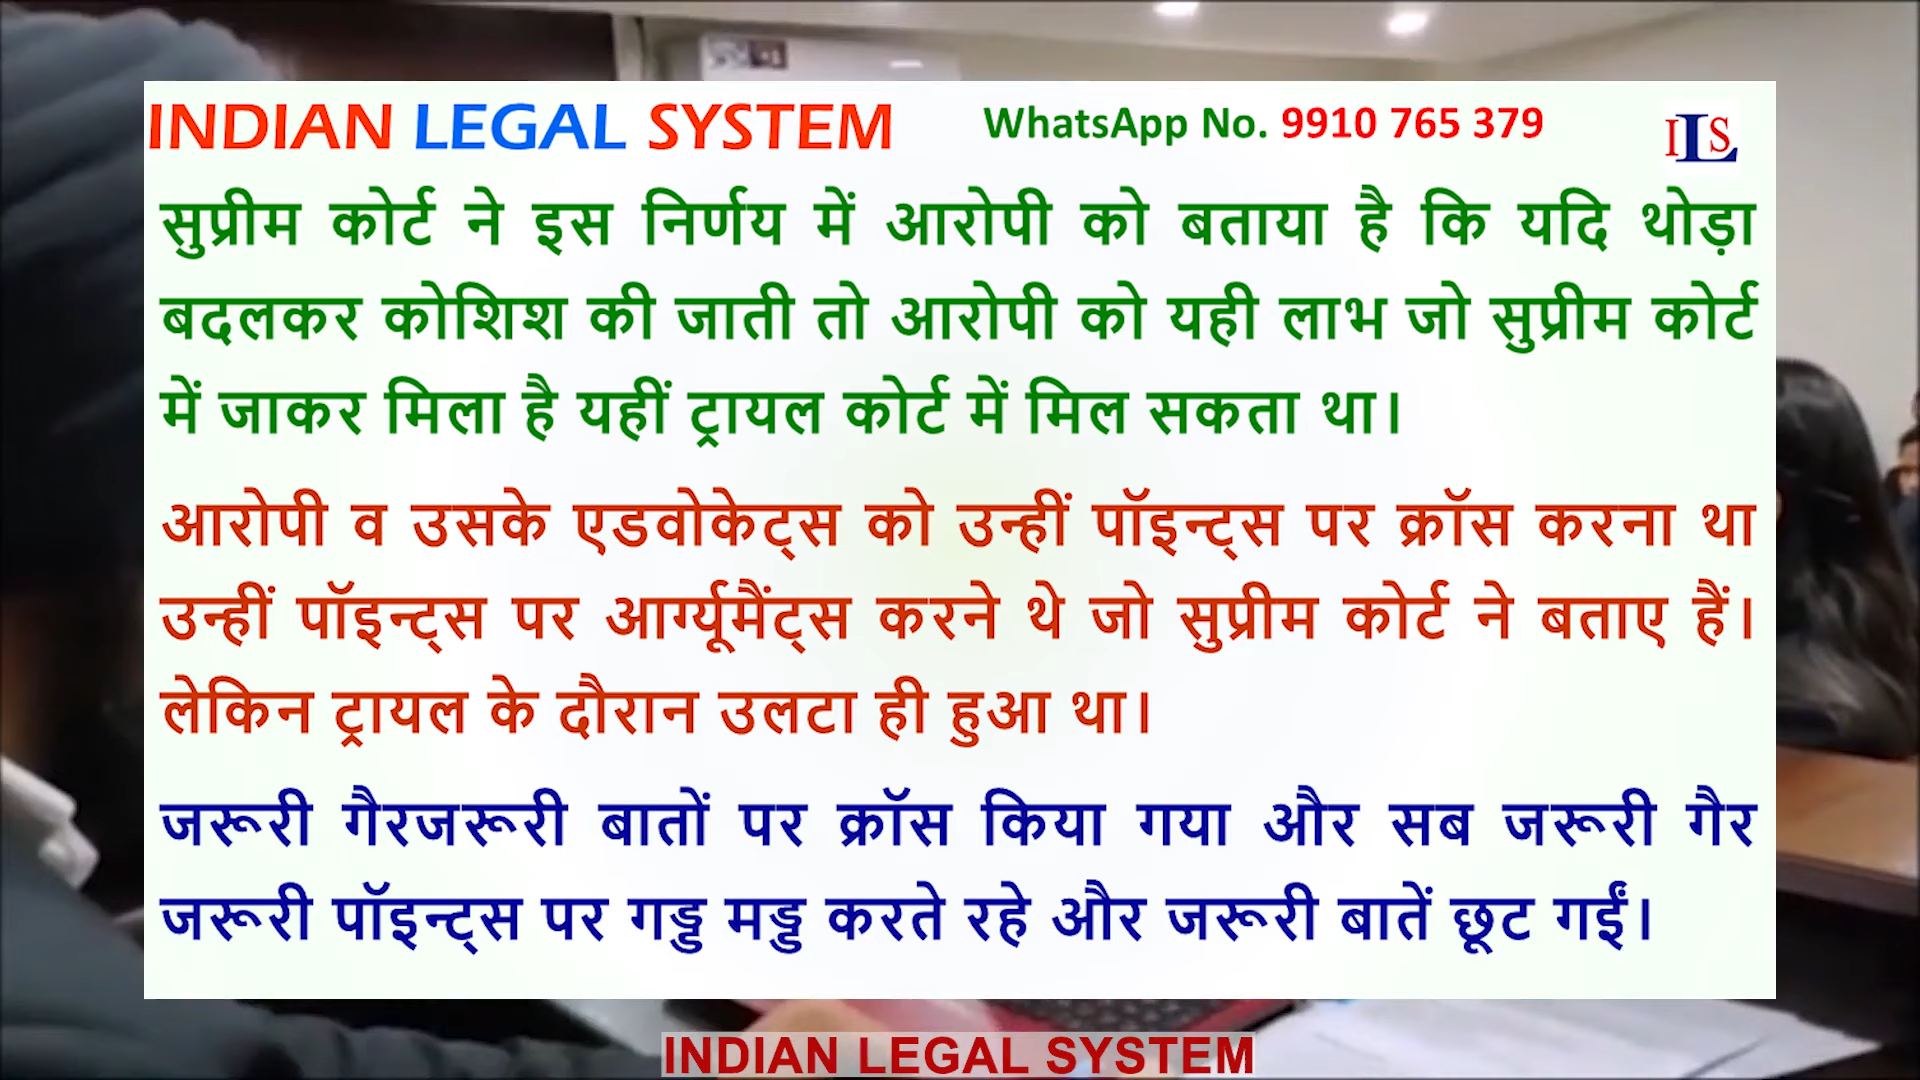 INDIAN LEGAL SYSTEM WhatsApp No. 9910 765 379 ILS
सुप्रीम कोर्ट ने इस निर्णय में आरोपी को बताया है कि यदि थोड़ा
बदलकर कोशिश की जाती तो आरोपी को यही लाभ जो सुप्रीम कोर्ट
में जाकर मिला है यहीं ट्रायल कोर्ट में मिल सकता था।
आरोपी व उसके एडवोकेट्स को उन्हीं पॉइन्ट्स पर क्रॉस करना था
उन्हीं पॉइन्ट्स पर आर्ग्यूमैंट्स करने थे जो सुप्रीम कोर्ट ने बताए हैं।
लेकिन ट्रायल के दौरान उलटा ही हुआ था।
जरूरी गैरजरूरी बातों पर क्रॉस किया गया और सब जरूरी गैर
जरूरी पॉइन्ट्स पर गड्ड मड्ड करते रहे और जरूरी बातें छूट गईं।
INDIAN LEGAL SYSTEM